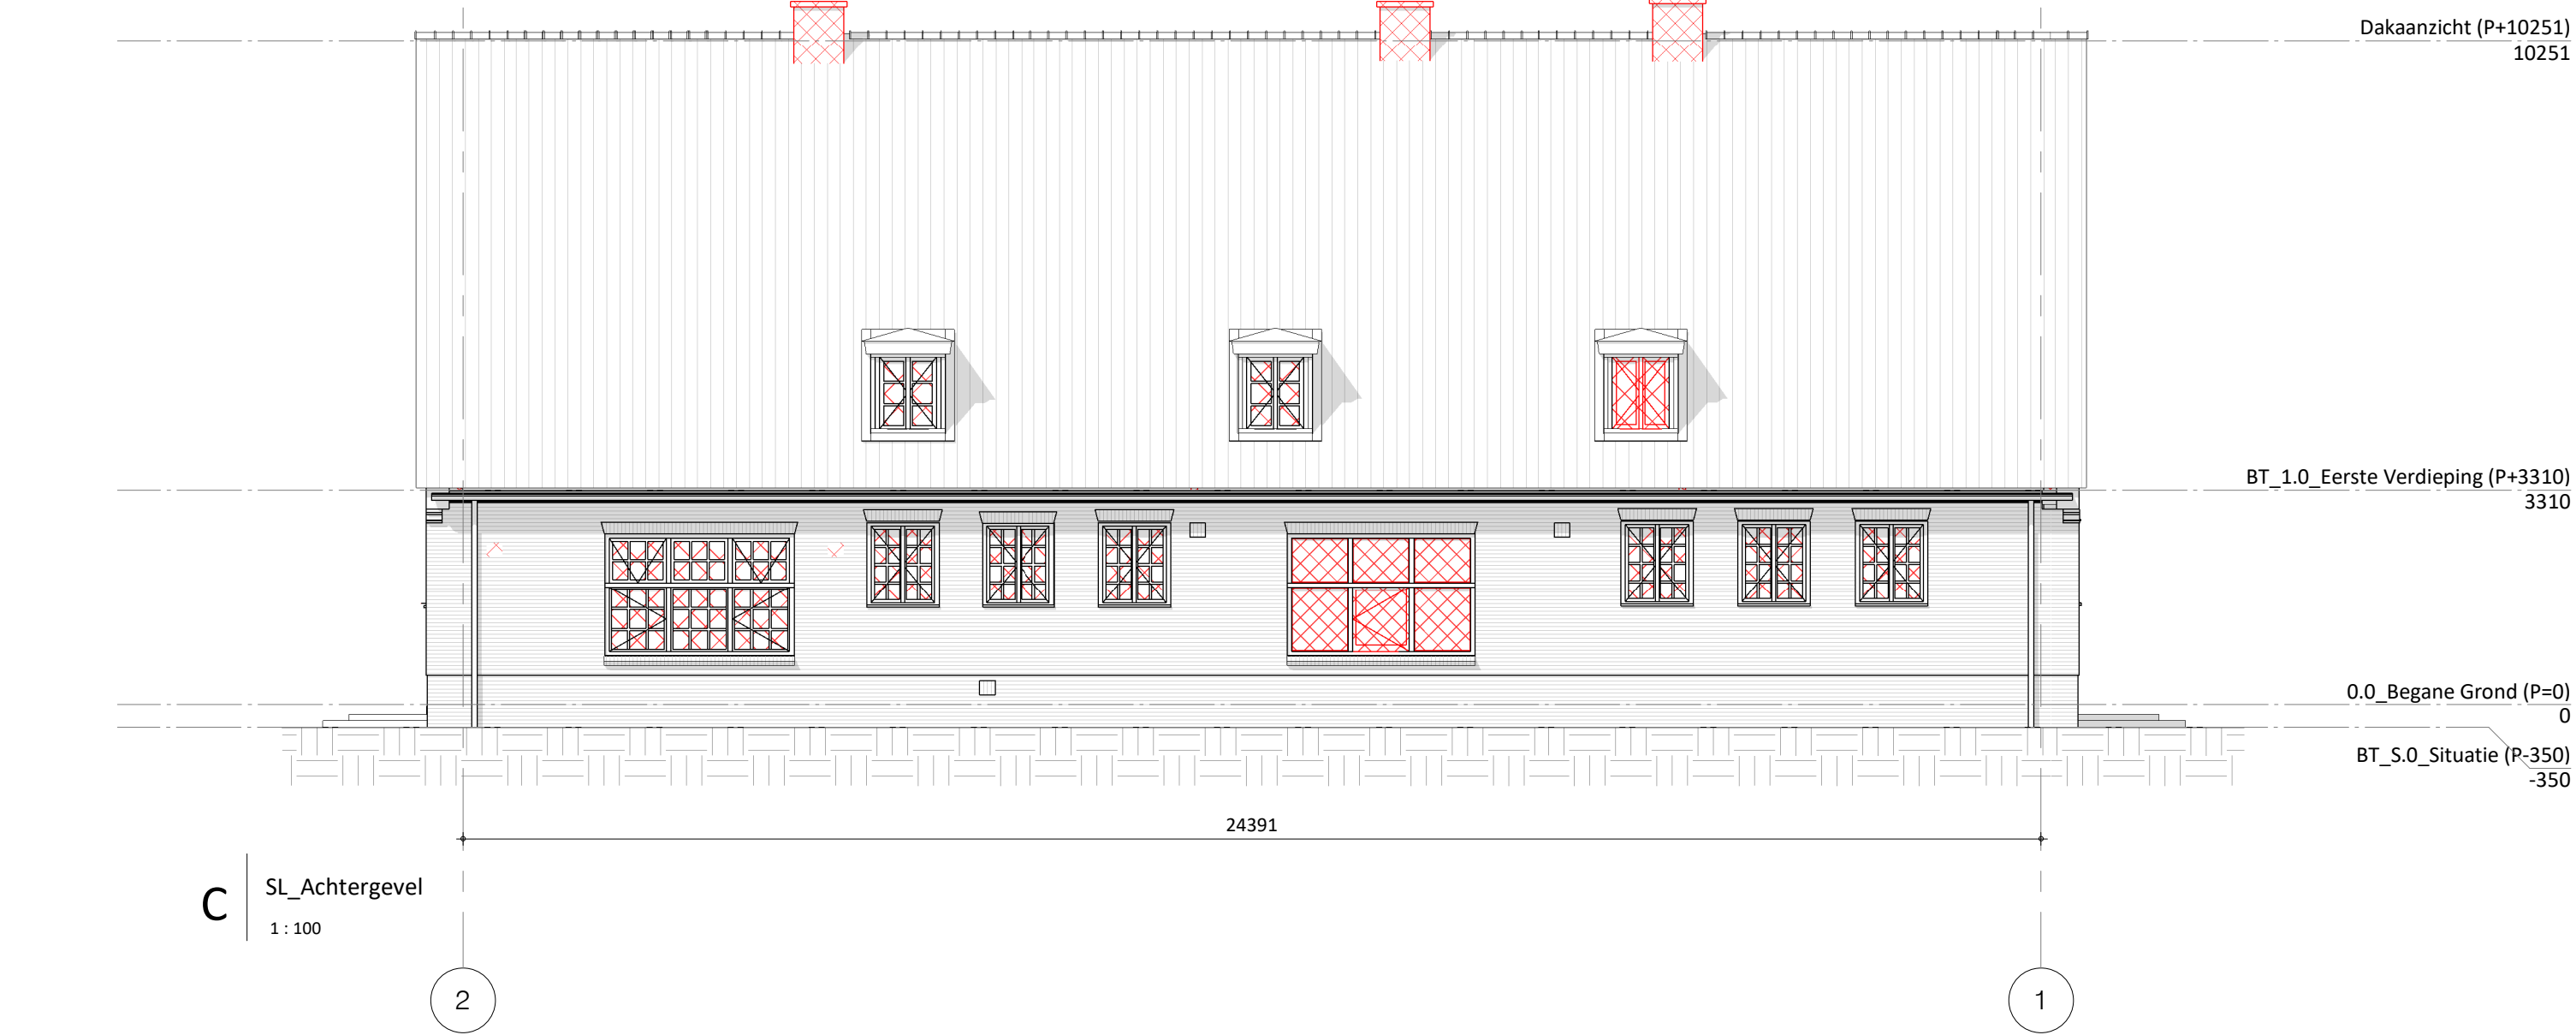 Dakaanzicht (P+10251)
10251
BT_1.0_Eerste Verdieping (P+3310)
3310
0.0_Begane Grond (P=0)
0
BT_S.0_Situatie (P-350)
-350
24391
C
SL_Achtergevel
1 : 100
2
1